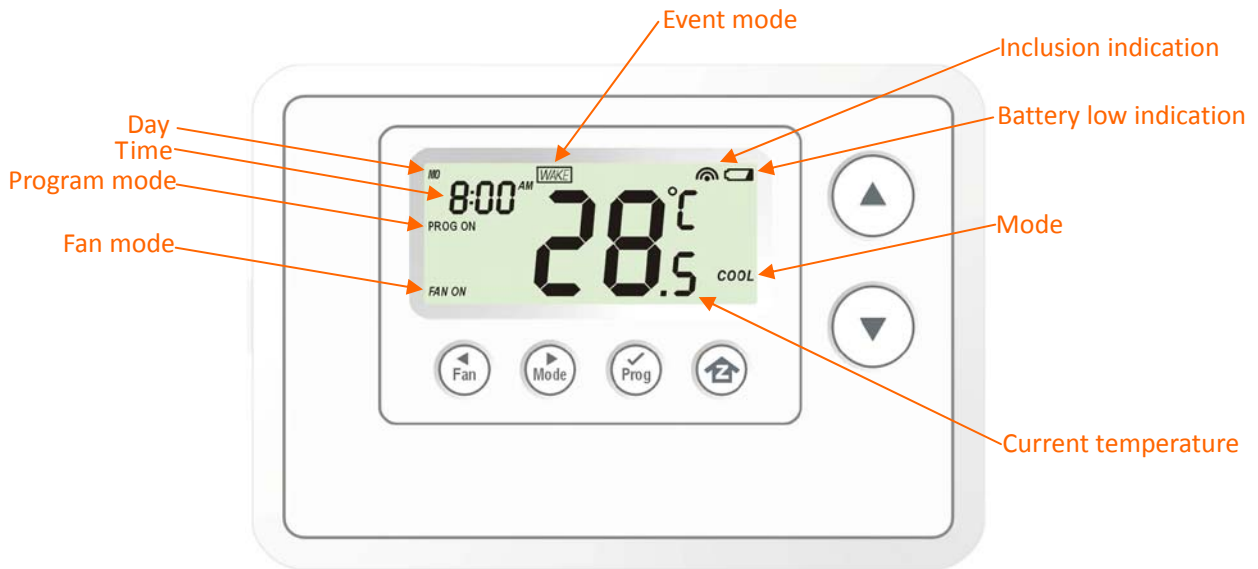 Event mode
Inclusion indication
Battery low indication
Day
Time
Program mode
Fan mode
MO
WAKE
8:00 AM
28.5 °C
PROG ON
COOL
FAN ON
Mode
Fan
Mode
Prog
Z
Current temperature